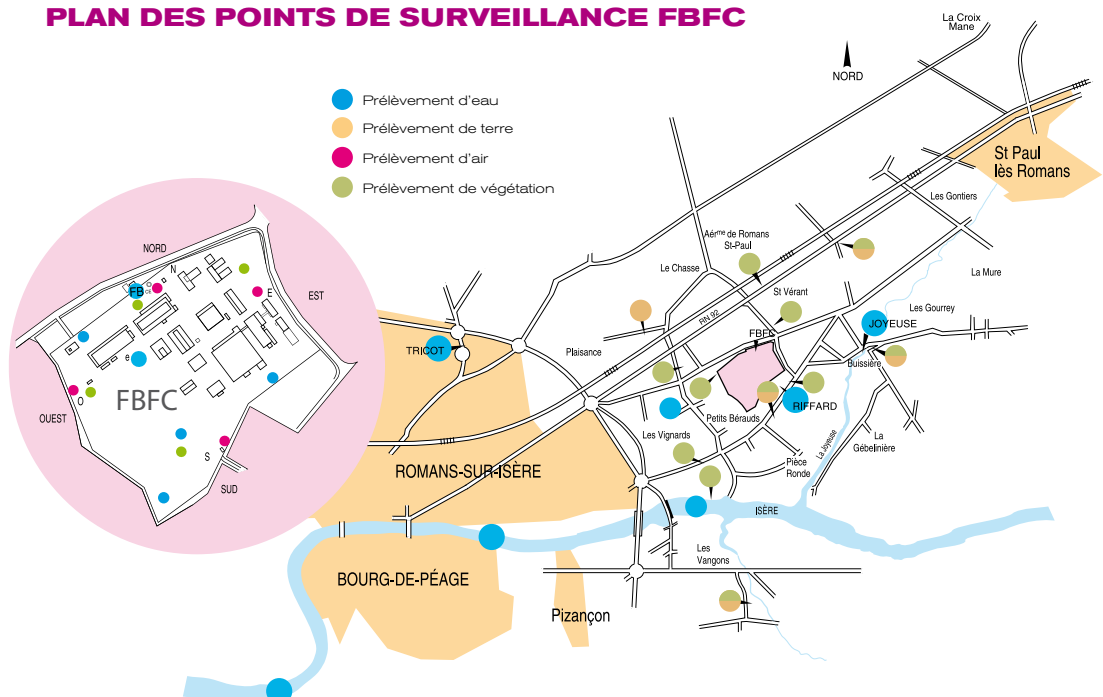 PLAN DES POINTS DE SURVEILLANCE FBFC
La Croix
Mane
NORD
Prélèvement d'eau
Prélèvement de terre
Prélèvement d'air
Prélèvement de végétation
St Paul
lès Romans
Les Gontiers
Aérme de Romans
St-Paul
Le Chasse
La Mure
St Vérant
Les Gourrey
RN 92
FBFC
JOYEUSE
TRICOT
Plaisance
Buissière
RIFFARD
Petits Bérauds
Les Vignards
La
Gébelinière
La Joyeuse
Pièce
Ronde
ROMANS-SUR-ISÈRE
ISÈRE
Les
Vangons
BOURG-DE-PÉAGE
Pizançon
NORD
N
EST
FB
E
e
FBFC
O
OUEST
S
SUD